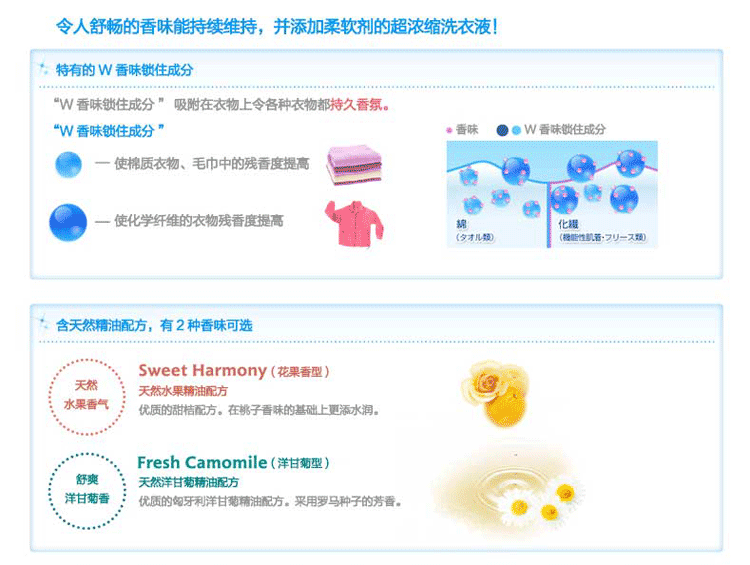 令人舒畅的香味能持续维持，并添加柔软剂的超浓缩洗衣液！
特有的 W 香味锁住成分
“W 香味锁住成分 ” 吸附在衣物上令各种衣物都持久香氛。
“W 香味锁住成分 ”
— 使棉质衣物、毛巾中的残香度提高
— 使化学纤维的衣物残香度提高
香味 W 香味锁住成分
綿
（タオル類）
化繊
（機能性肌着・フリース類）
含天然精油配方，有 2 种香味可选
天然
水果香气
Sweet Harmony（花果香型）
天然水果精油配方
优质的甜桔配方。在桃子香味的基础上更添水润。
舒爽
洋甘菊香
Fresh Camomile（洋甘菊型）
天然洋甘菊精油配方
优质的匈牙利洋甘菊精油配方。采用罗马种子的芳香。